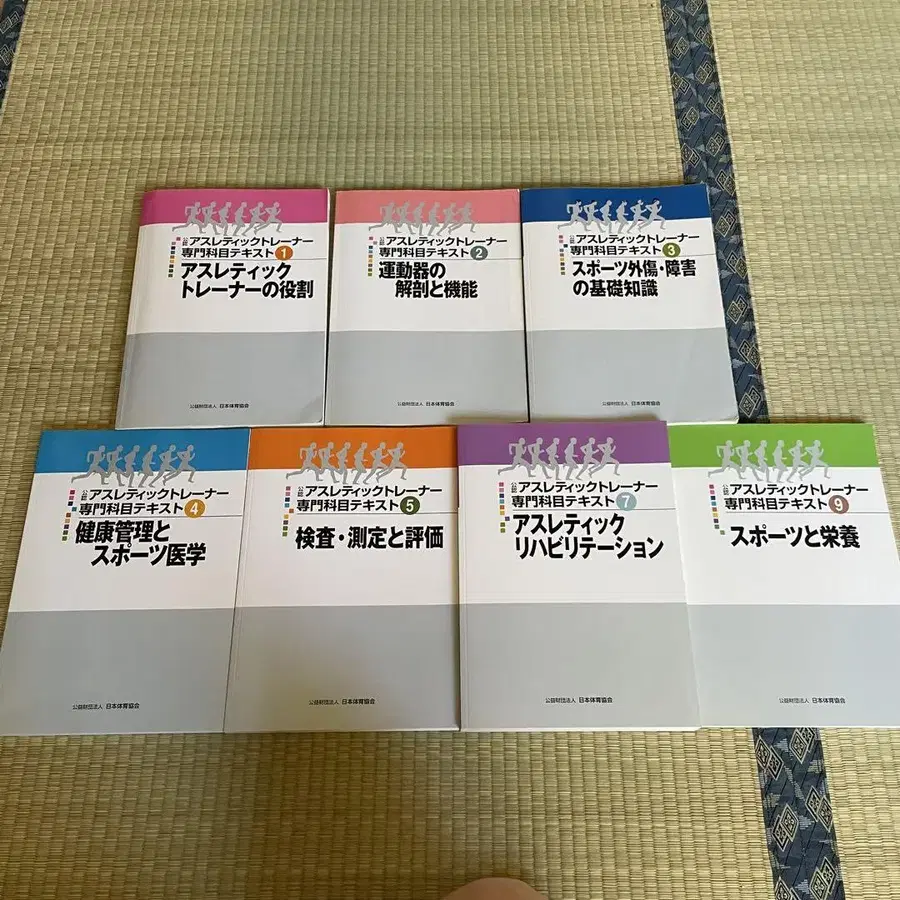 公認 アスレティックトレーナー
専門科目テキスト 1
アスレティック
トレーナーの役割
公益財団法人 日本体育協会
公認 アスレティックトレーナー
専門科目テキスト 2
運動器の
解剖と機能
公益財団法人 日本体育協会
公認 アスレティックトレーナー
専門科目テキスト 3
スポーツ外傷・障害
の基礎知識
公益財団法人 日本体育協会
公認 アスレティックトレーナー
専門科目テキスト 4
健康管理と
スポーツ医学
公益財団法人 日本体育協会
公認 アスレティックトレーナー
専門科目テキスト 5
検査・測定と評価
公益財団法人 日本体育協会
公認 アスレティックトレーナー
専門科目テキスト 7
アスレティック
リハビリテーション
公益財団法人 日本体育協会
公認 アスレティックトレーナー
専門科目テキスト 9
スポーツと栄養
公益財団法人 日本体育協会